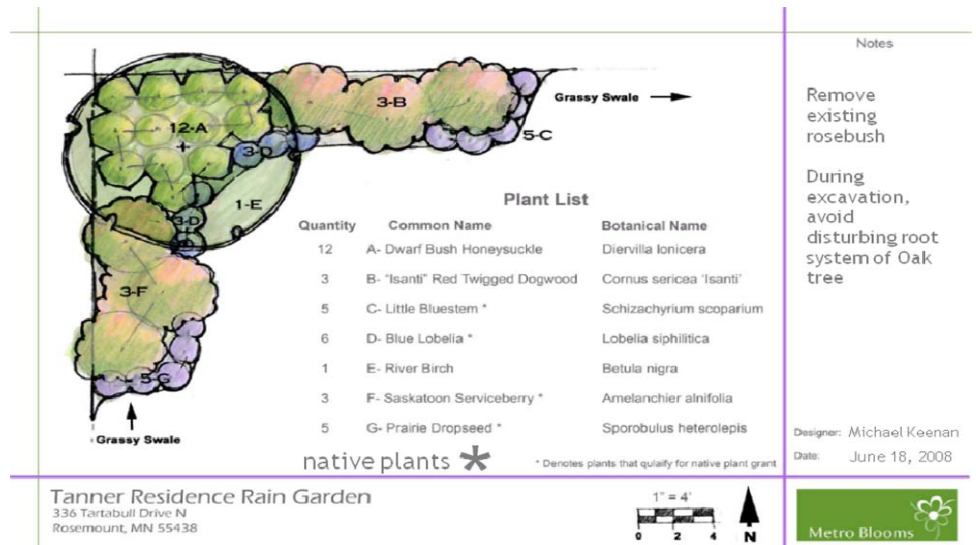 12-A
3-B
Grassy Swale
5-C
3-D
1-E
3-D
3-F
5-G
Grassy Swale
Plant List
Quantity Common Name Botanical Name
12 A- Dwarf Bush Honeysuckle Diervilla lonicera
3 B- “Isanti” Red Twigged Dogwood Cornus sericea ‘Isanti’
5 C- Little Bluestem * Schizachyrium scoparium
6 D- Blue Lobelia * Lobelia siphilitica
1 E- River Birch Betula nigra
3 F- Saskatoon Serviceberry * Amelanchier alnifolia
5 G- Prairie Dropseed * Sporobulus heterolepis
native plants *
* Denotes plants that qulaify for native plant grant
Notes
Remove
existing
rosebush
During
excavation,
avoid
disturbing root
system of Oak
tree
Designer: Michael Keenan
Date: June 18, 2008
Tanner Residence Rain Garden
336 Tartabull Drive N
Rosemount, MN 55438
1" = 4'
0 2 4
N
Metro Blooms